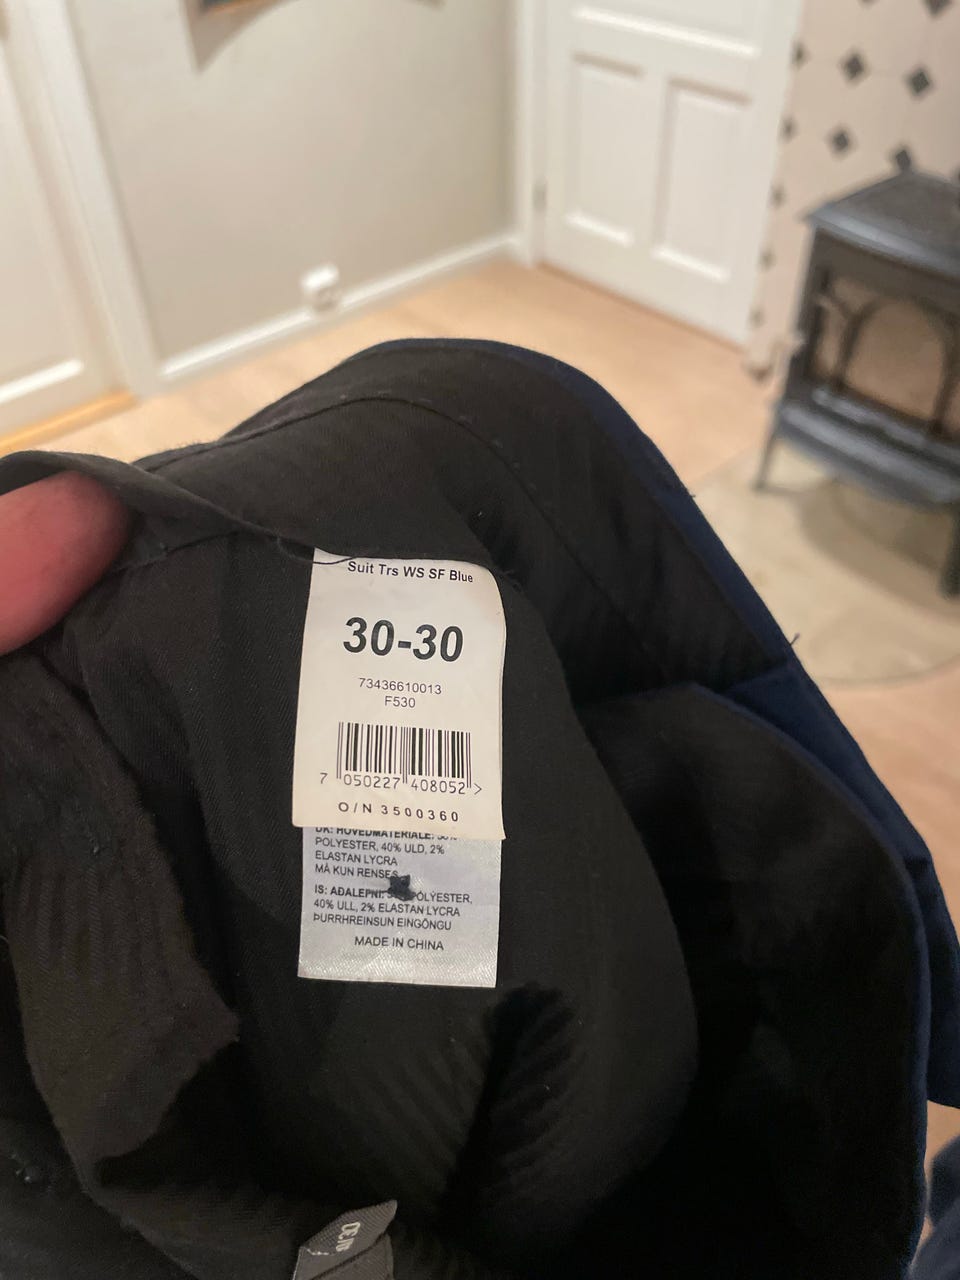 Suit Trs WS SF Blue
30-30
73436610013
F530
7 050227 408052 >
O/N 3500360
DK: HOVEDMATERIALE:
POLYESTER, 40% ULD, 2%
ELASTAN LYCRA
MÅ KUN RENSES
IS: AÐALEFNI: POLÝESTER,
40% ULL, 2% ELASTAN LYCRA
ÞURRHREINSUN EINGÖNGU
MADE IN CHINA